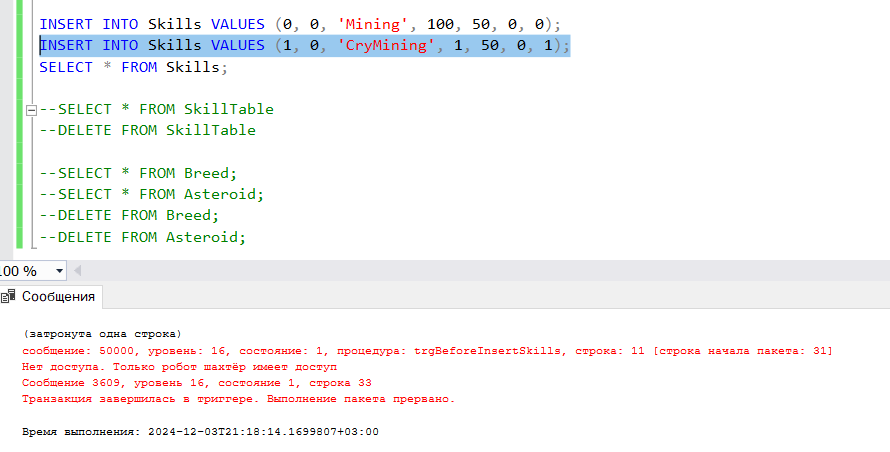 INSERT INTO Skills VALUES (0, 0, 'Mining', 100, 50, 0, 0);
INSERT INTO Skills VALUES (1, 0, 'CryMining', 1, 50, 0, 1);
SELECT * FROM Skills;
--SELECT * FROM SkillTable
--DELETE FROM SkillTable
--SELECT * FROM Breed;
--SELECT * FROM Asteroid;
--DELETE FROM Breed;
--DELETE FROM Asteroid;
100 %
Сообщения
(затронута одна строка)
сообщение: 50000, уровень: 16, состояние: 1, процедура: trgBeforeInsertSkills, строка: 11 [строка начала пакета: 31]
Нет доступа. Только робот шахтёр имеет доступ
Сообщение 3609, уровень 16, состояние 1, строка 33
Транзакция завершилась в триггере. Выполнение пакета прервано.
Время выполнения: 2024-12-03T21:18:14.1699807+03:00